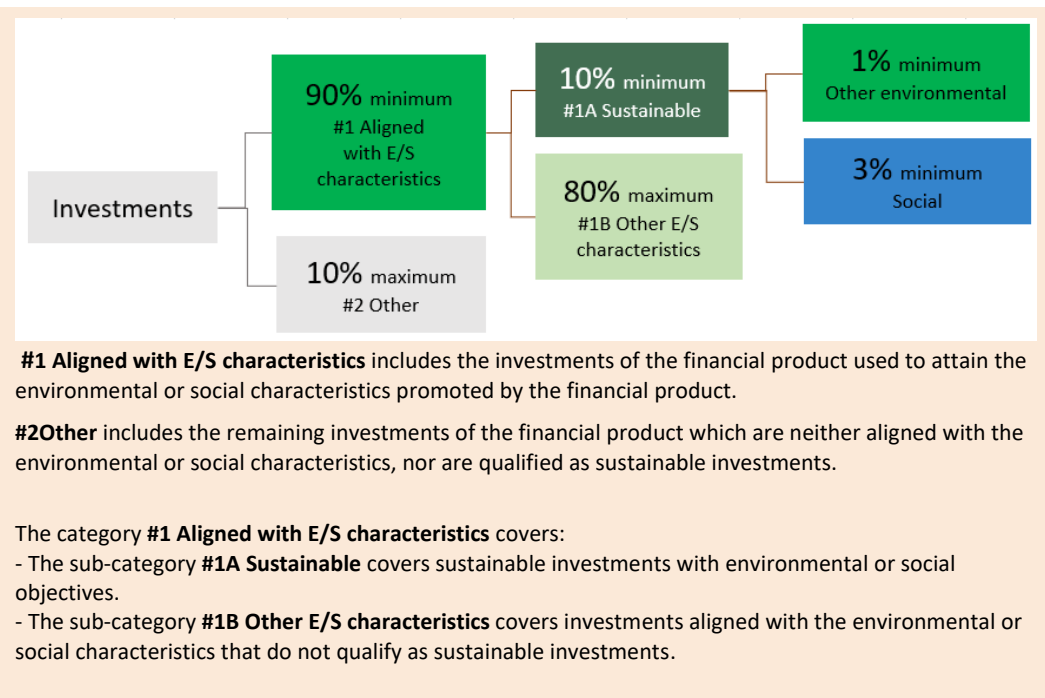 90% minimum
#1 Aligned
with E/S
characteristics
10% minimum
#1A Sustainable
1% minimum
Other environmental
3% minimum
Social
80% maximum
#1B Other E/S
characteristics
Investments
10% maximum
#2 Other
#1 Aligned with E/S characteristics includes the investments of the financial product used to attain the
environmental or social characteristics promoted by the financial product.
#2Other includes the remaining investments of the financial product which are neither aligned with the
environmental or social characteristics, nor are qualified as sustainable investments.
The category #1 Aligned with E/S characteristics covers:
- The sub-category #1A Sustainable covers sustainable investments with environmental or social
objectives.
- The sub-category #1B Other E/S characteristics covers investments aligned with the environmental or
social characteristics that do not qualify as sustainable investments.